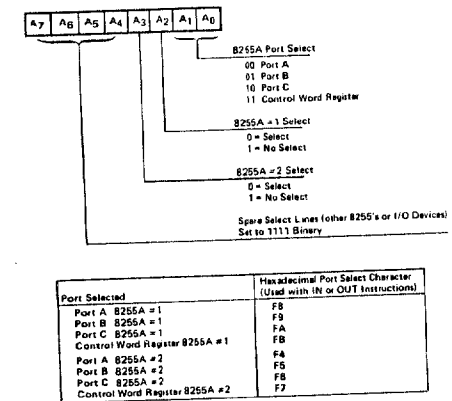 A7 A6 A5 A4 A3 A2 A1 A0
8255A Port Select
00 Port A
01 Port B
10 Port C
11 Control Word Register
8255A #1 Select
0 = Select
1 = No Select
8255A #2 Select
0 = Select
1 = No Select
Spare Select Lines (other 8255's or I/O Devices)
Set to 1111 Binary
Port Selected
Hexadecimal Port Select Character
(Used with IN or OUT Instructions)
Port A 8255A #1 F8
Port B 8255A #1 F9
Port C 8255A #1 FA
Control Word Register 8255A #1 FB
Port A 8255A #2 F4
Port B 8255A #2 F5
Port C 8255A #2 F6
Control Word Register 8255A #2 F7